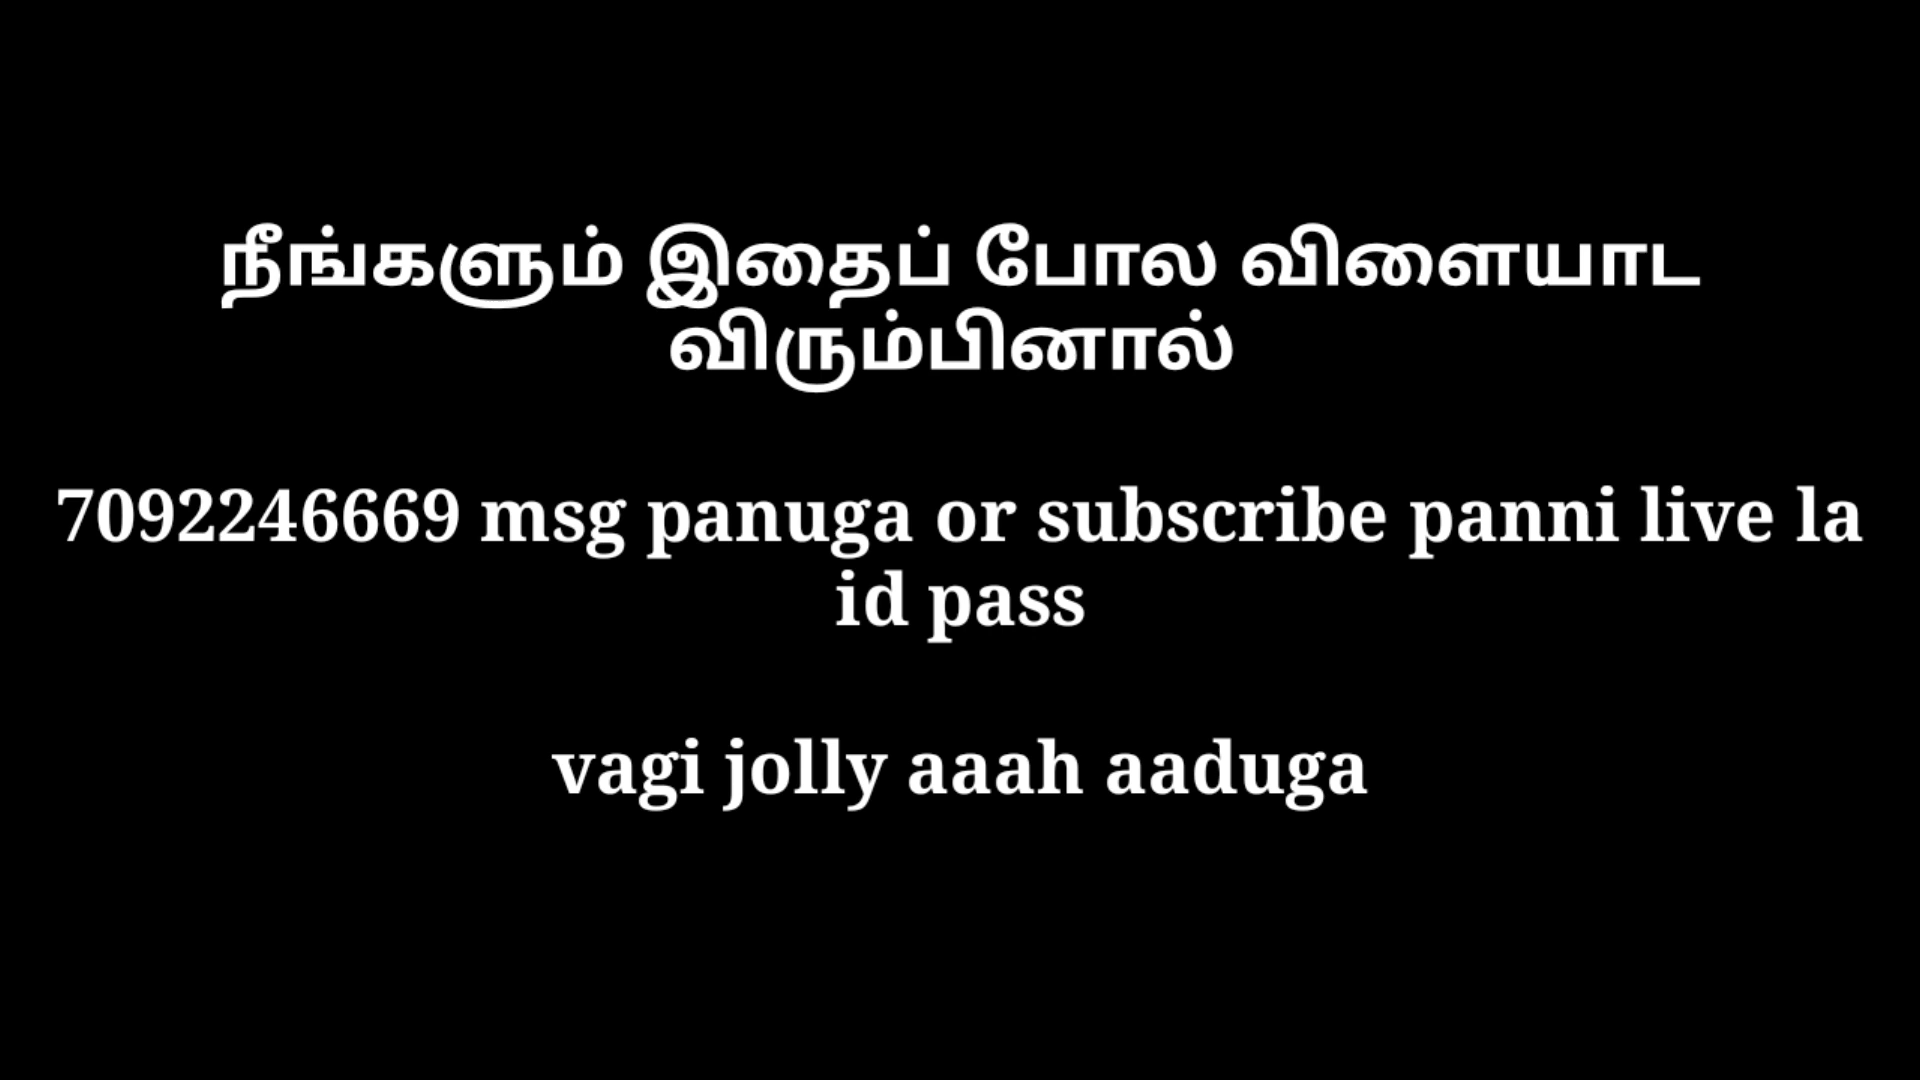 நீங்களும் இதைப் போல விளையாட
விரும்பினால்
7092246669 msg panuga or subscribe panni live la
id pass
vagi jolly aaah aaduga